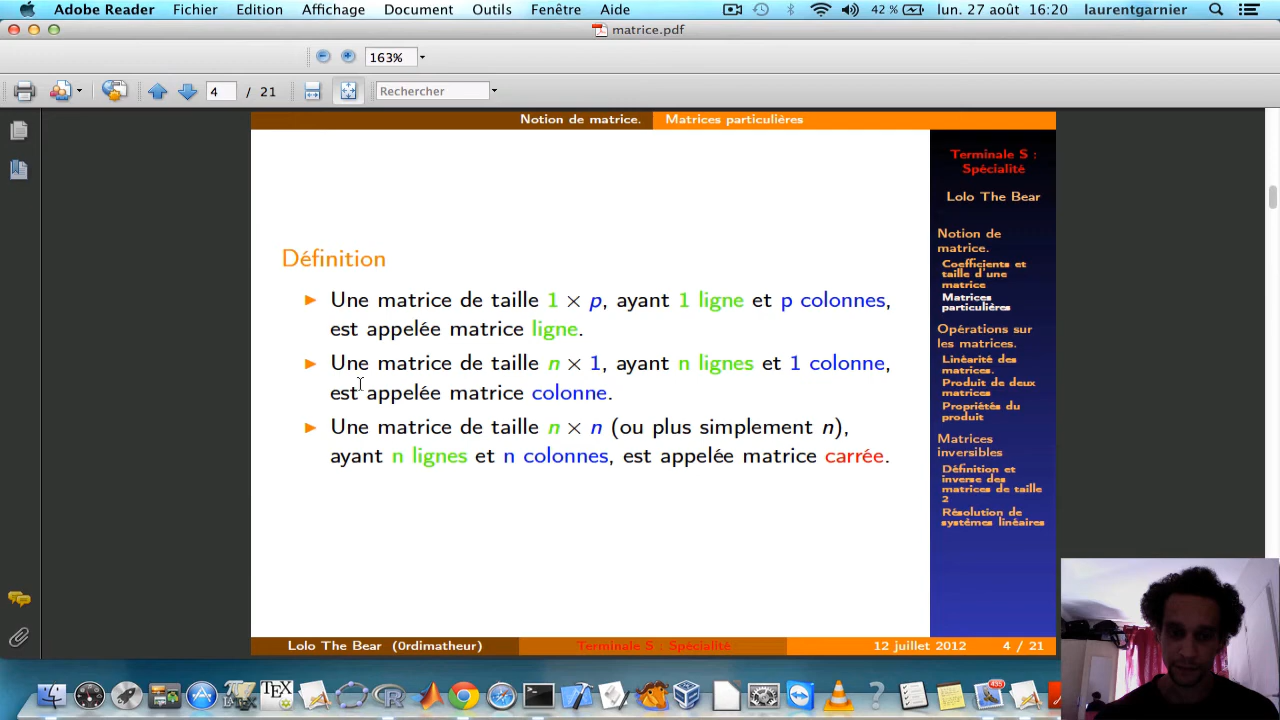 Adobe Reader Fichier Edition Affichage Document Outils Fenêtre Aide 42 % lun. 27 août 16:20 laurentgarnier
matrice.pdf
163%
4 / 21 Rechercher
Notion de matrice. Matrices particulières
Définition
Une matrice de taille 1 × p, ayant 1 ligne et p colonnes,
est appelée matrice ligne.
Une matrice de taille n × 1, ayant n lignes et 1 colonne,
est appelée matrice colonne.
Une matrice de taille n × n (ou plus simplement n),
ayant n lignes et n colonnes, est appelée matrice carrée.
Terminale S :
Spécialité
Lolo The Bear
Notion de
matrice.
Coefficients et
taille d'une
matrice
Matrices
particulières
Opérations sur
les matrices.
Linéarité des
matrices.
Produit de deux
matrices
Propriétés du
produit
Matrices
inversibles
Définition et
inverse des
matrices de taille
2
Résolution de
systèmes linéaires
Lolo The Bear (0rdimatheur) Terminale S : Spécialité 12 juillet 2012 4 / 21
TEX